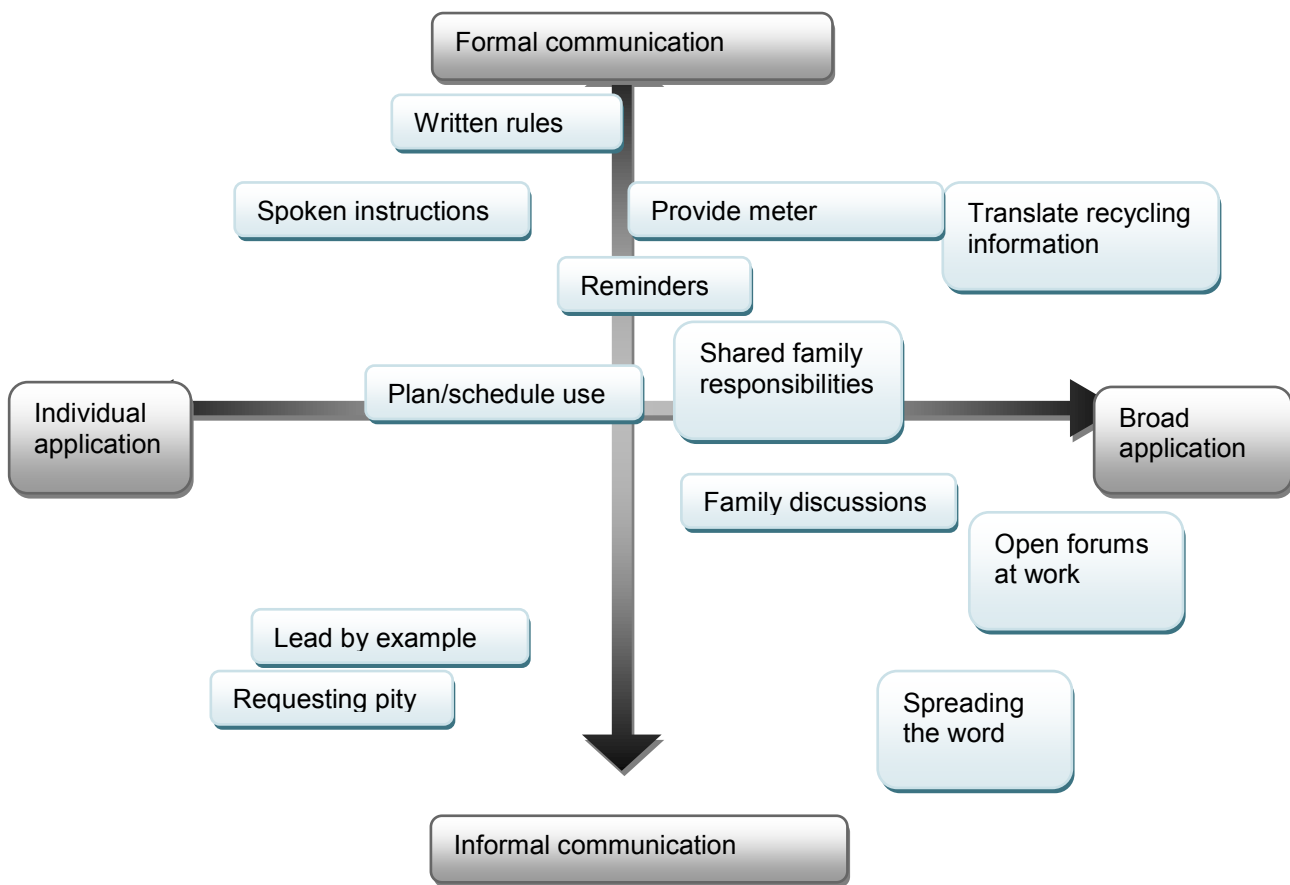 Formal communication
Written rules
Spoken instructions
Provide meter
Translate recycling
information
Reminders
Shared family
responsibilities
Plan/schedule use
Individual
application
Broad
application
Family discussions
Open forums
at work
Lead by example
Requesting pity
Spreading
the word
Informal communication